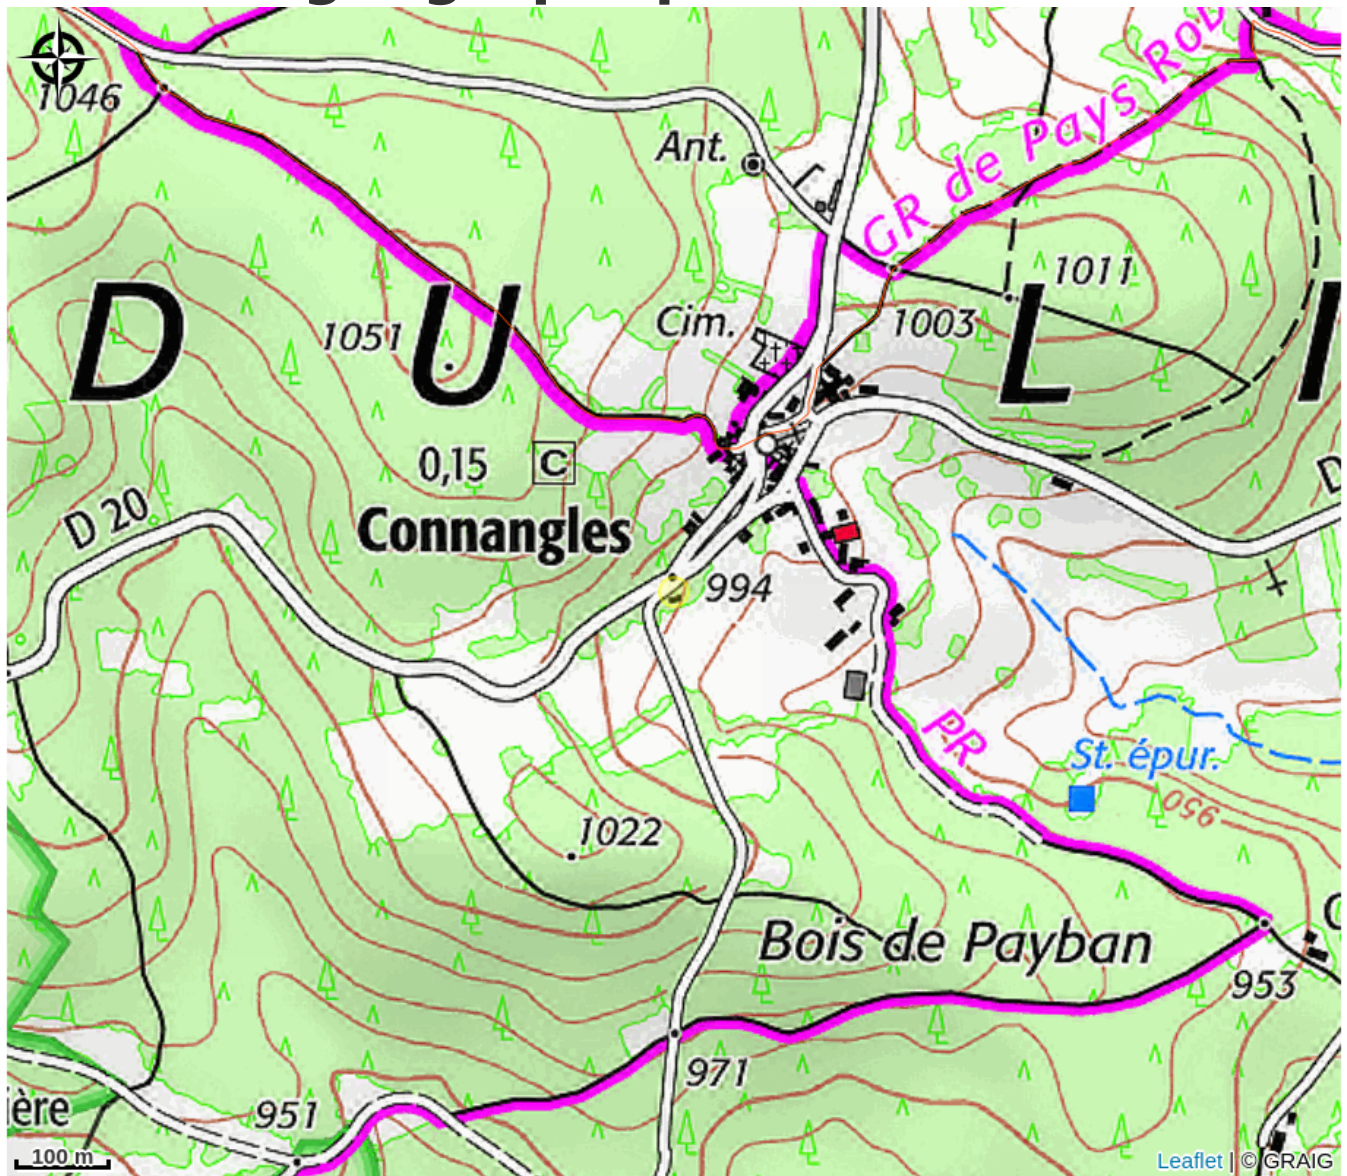 1046
Ant.
GR de Pays Rob
1011
1003
Cim.
1051
D U L I
0,15 C
D 20
Connangles
994
PR
St. épur.
950
1022
Bois de Payban
953
971
951
ière
100 m
Leaflet | © GRAIG